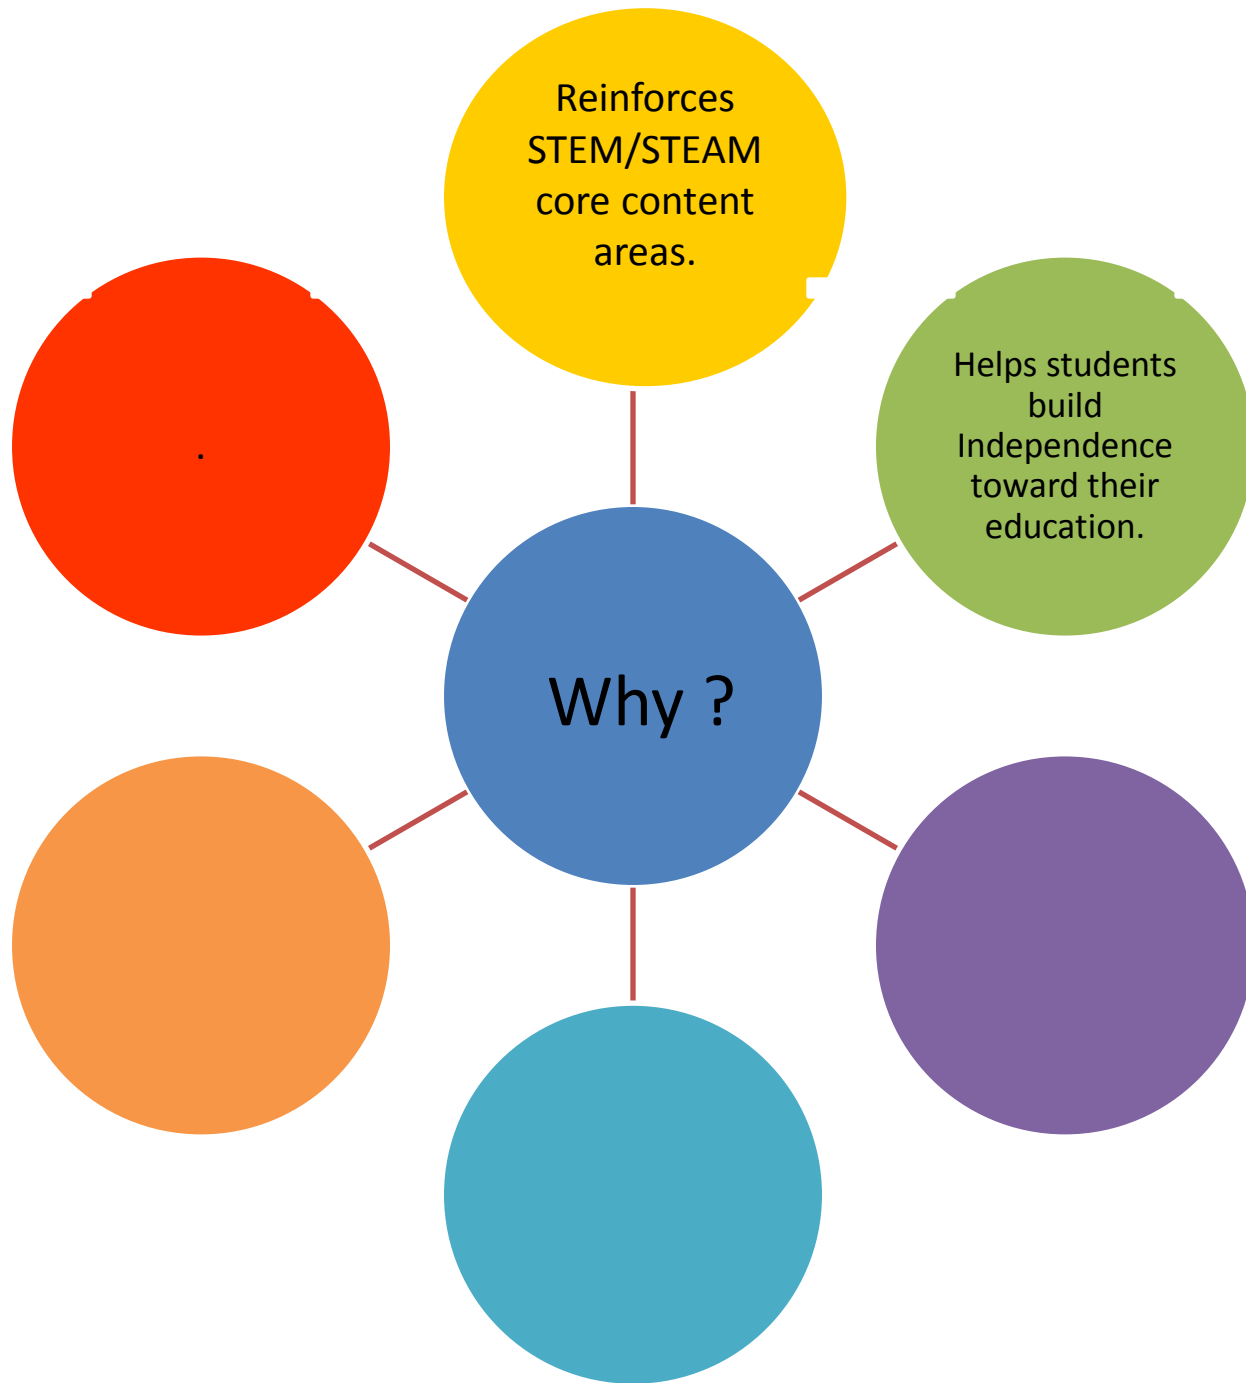 Reinforces
STEM/STEAM
core content
areas.
Helps students
build
Independence
toward their
education.
.
Why ?